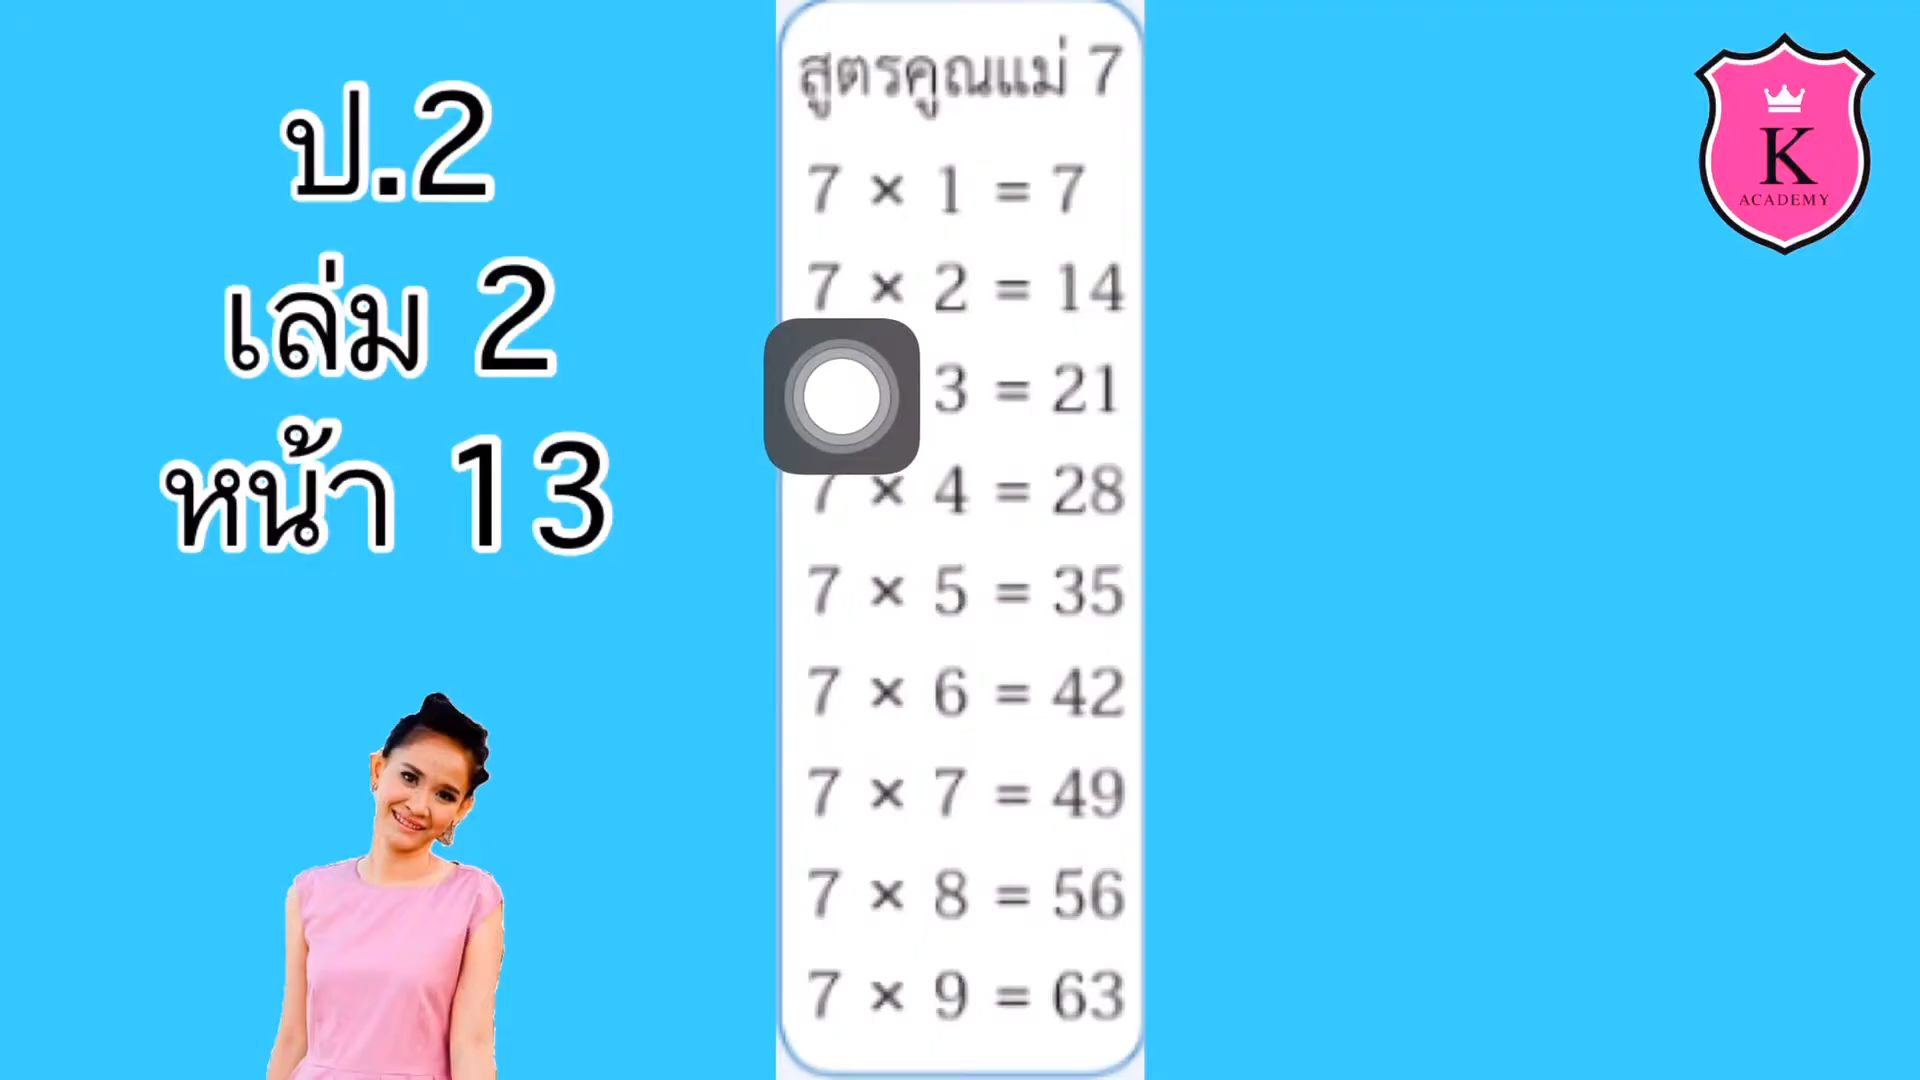 ป.2
เล่ม 2
หน้า 13
สูตรคูณแม่ 7
7 × 1 = 7
7 × 2 = 14
3 = 21
7 × 4 = 28
7 × 5 = 35
7 × 6 = 42
7 × 7 = 49
7 × 8 = 56
7 × 9 = 63
K
ACADEMY